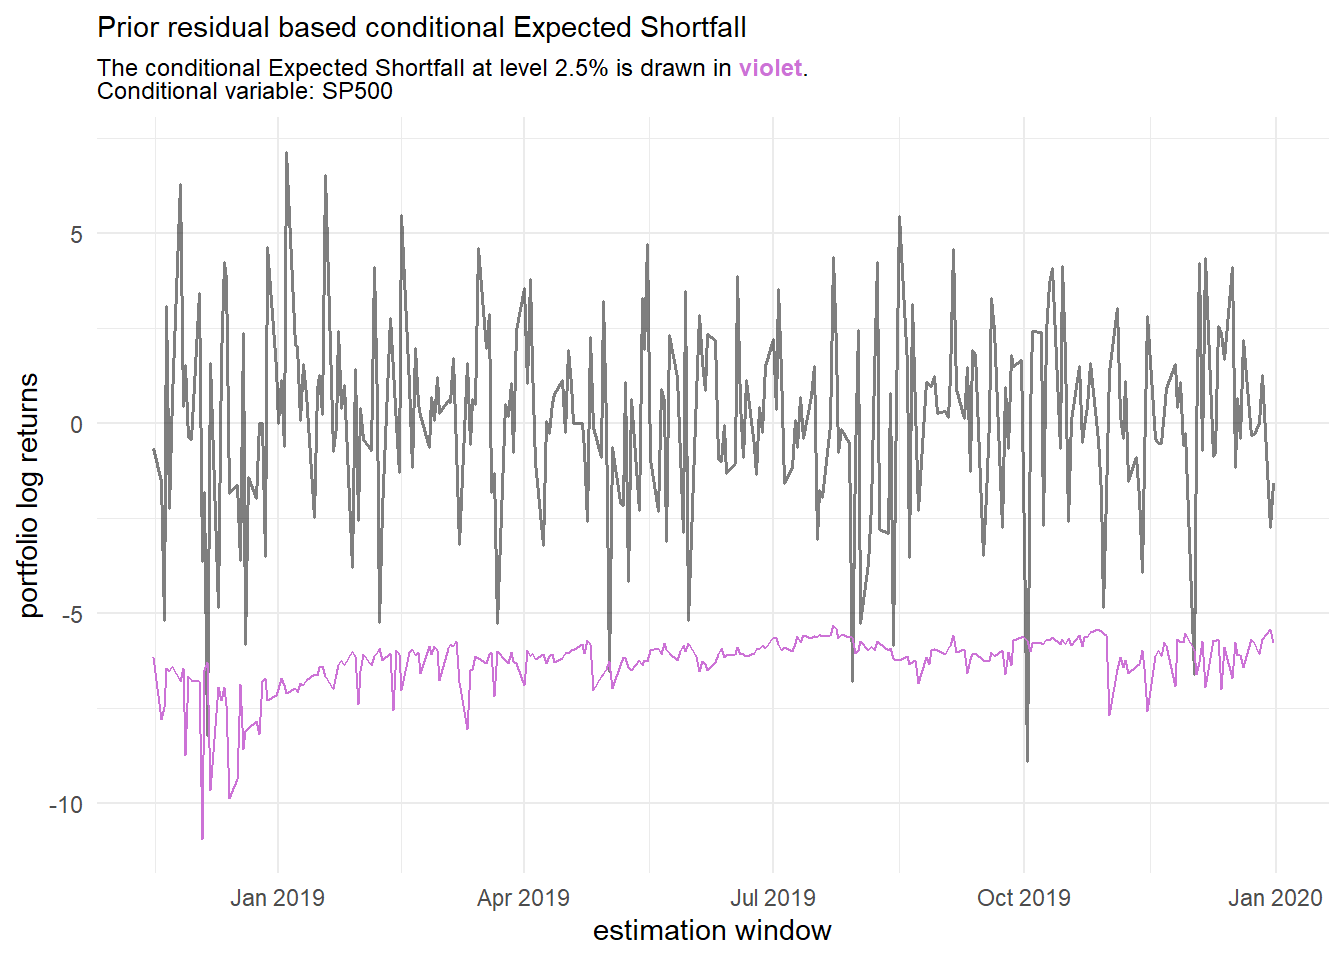 Prior residual based conditional Expected Shortfall
The conditional Expected Shortfall at level 2.5% is drawn in violet.
Conditional variable: SP500
5
0
-5
-10
portfolio log returns
Jan 2019 Apr 2019 Jul 2019 Oct 2019 Jan 2020
estimation window